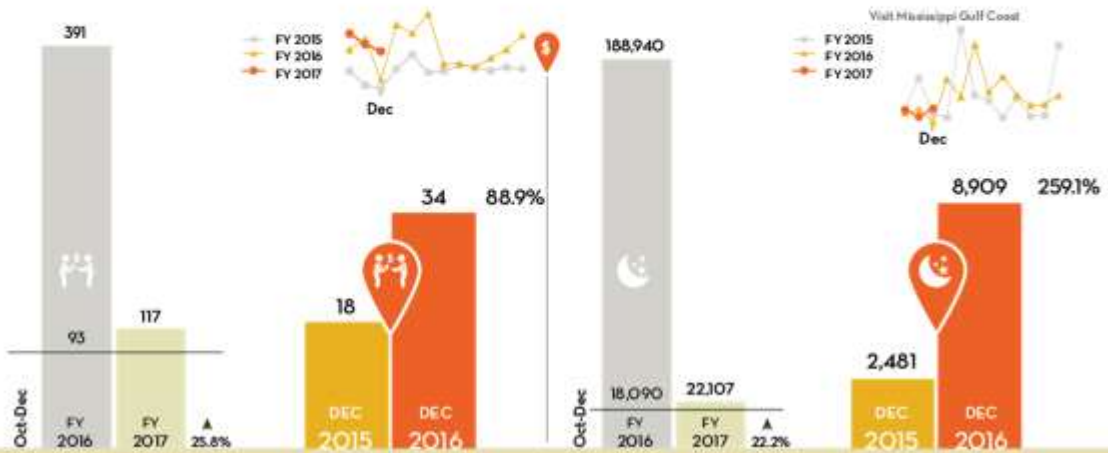 391
FY 2015
FY 2016
FY 2017
Dec
$
188,940
Visit Mississippi Gulf Coast
FY 2015
FY 2016
FY 2017
Dec
34
88.9%
8,909
259.1%
18
117
93
2,481
18,090
22,107
Oct-Dec
FY
2016
FY
2017
▲
25.8%
DEC
2015
DEC
2016
Oct-Dec
FY
2016
FY
2017
▲
22.2%
DEC
2015
DEC
2016